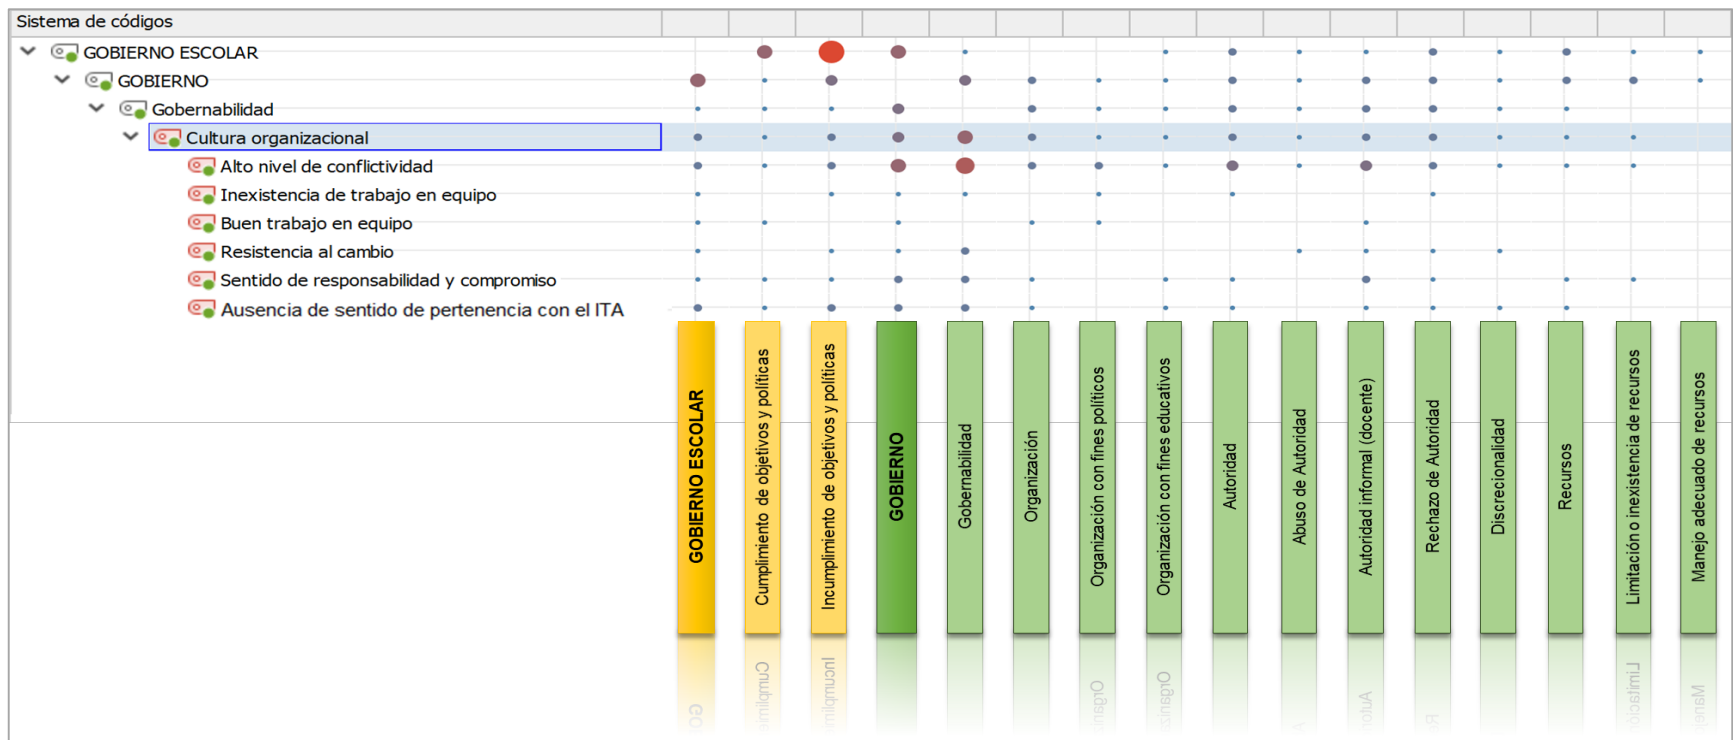 Sistema de códigos
GOBIERNO ESCOLAR
GOBIERNO
Gobernabilidad
Cultura organizacional
Alto nivel de conflictividad
Inexistencia de trabajo en equipo
Buen trabajo en equipo
Resistencia al cambio
Sentido de responsabilidad y compromiso
Ausencia de sentido de pertenencia con el ITA
GOBIERNO ESCOLAR
Cumplimiento de objetivos y políticas
Incumplimiento de objetivos y políticas
GOBIERNO
Gobernabilidad
Organización
Organización con fines políticos
Organización con fines educativos
Autoridad
Abuso de Autoridad
Autoridad informal (docente)
Rechazo de Autoridad
Discrecionalidad
Recursos
Limitación o inexistencia de recursos
Manejo adecuado de recursos